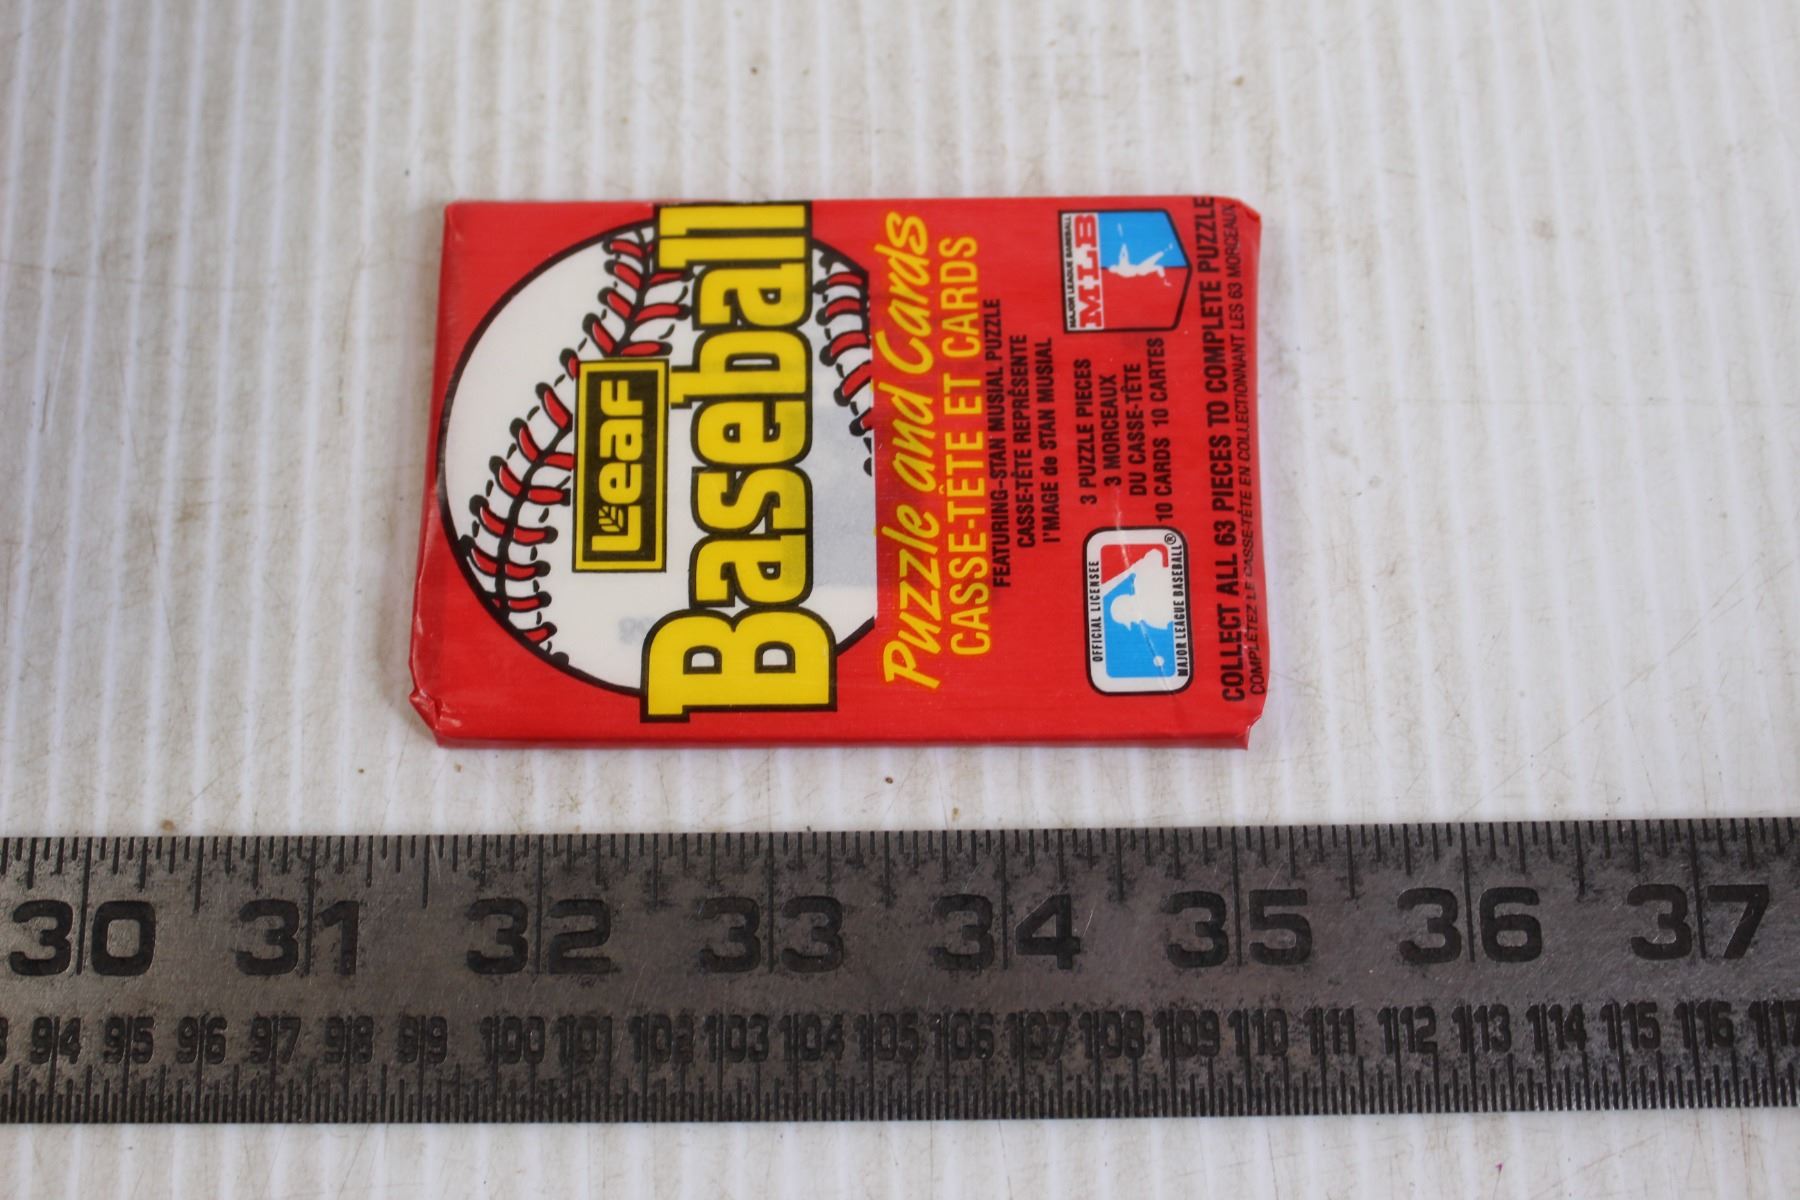 Leaf
Baseball
Puzzle and Cards
CASSE-TÊTE ET CARDS
FEATURING-STAN MUSIAL PUZZLE
CASSE-TÊTE REPRÉSENTE
l'IMAGE de STAN MUSIAL
3 PUZZLE PIECES
3 MORCEAUX
DU CASSE-TÊTE
10 CARDS 10 CARTES
MAJOR LEAGUE BASEBALL
MLB
OFFICIAL LICENSEE
MAJOR LEAGUE BASEBALL®
COLLECT ALL 63 PIECES TO COMPLETE PUZZLE
COMPLÉTEZ LE CASSE-TÊTE EN COLLECTIONNANT LES 63 MORCEAUX
30 31 32 33 34 35 36 37
94 95 96 97 98 99 100 101 102 103 104 105 106 107 108 109 110 111 112 113 114 115 116 117